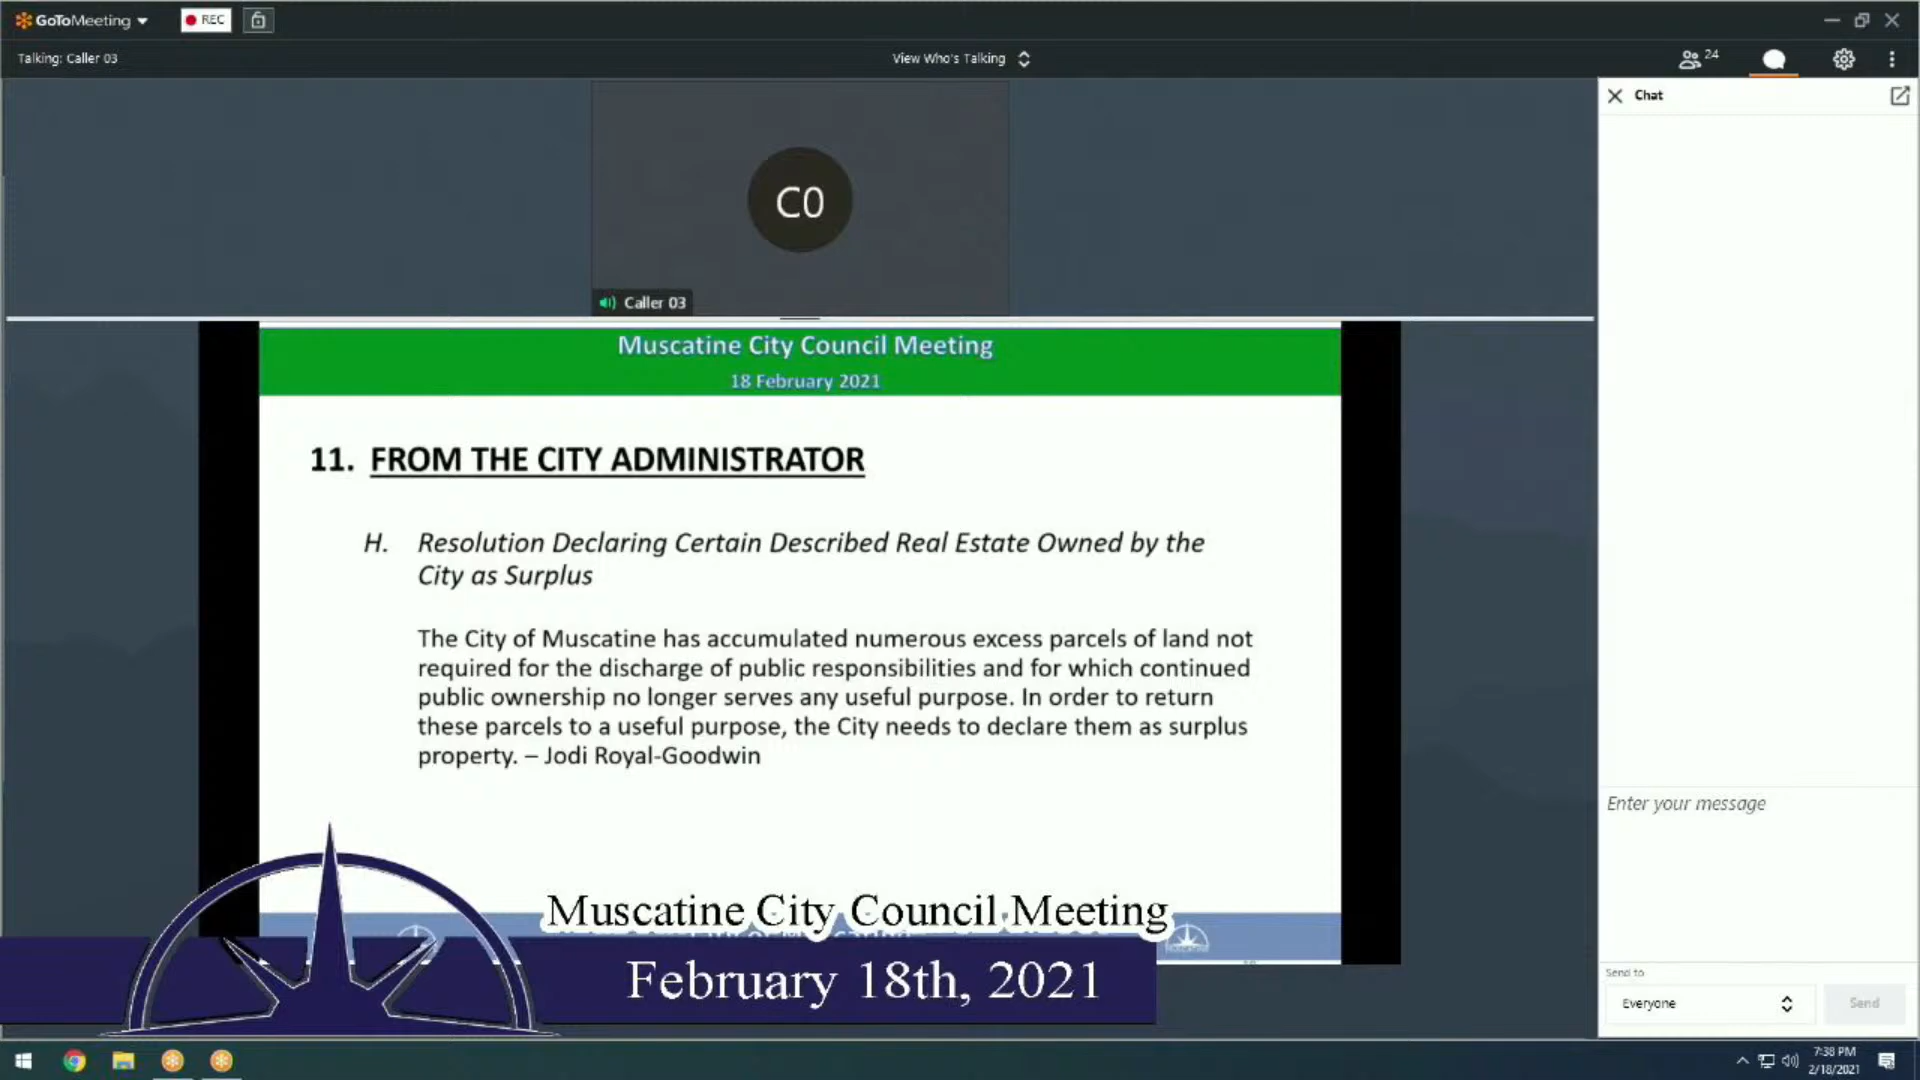 GoToMeeting
REC
Talking: Caller 03
View Who's Talking
24
Chat
C0
Caller 03
Muscatine City Council Meeting
18 February 2021
11. FROM THE CITY ADMINISTRATOR
H. Resolution Declaring Certain Described Real Estate Owned by the
City as Surplus
The City of Muscatine has accumulated numerous excess parcels of land not
required for the discharge of public responsibilities and for which continued
public ownership no longer serves any useful purpose. In order to return
these parcels to a useful purpose, the City needs to declare them as surplus
property. – Jodi Royal-Goodwin
Enter your message
Muscatine City Council Meeting
February 18th, 2021
Send to
Everyone
Send
7:38 PM
2/18/2021